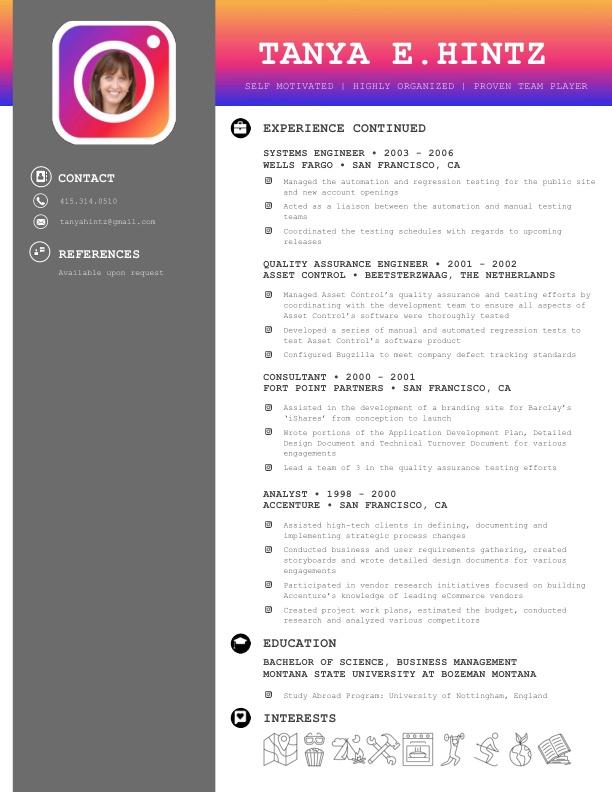 TANYA E.HINTZ
SELF MOTIVATED | HIGHLY ORGANIZED | PROVEN TEAM PLAYER
CONTACT
415.314.0510
tanyahintz@gmail.com
REFERENCES
Available upon request
EXPERIENCE CONTINUED
SYSTEMS ENGINEER • 2003 – 2006
WELLS FARGO • SAN FRANCISCO, CA
Managed the automation and regression testing for the public site
and new account openings
Acted as a liaison between the automation and manual testing
teams
Coordinated the testing schedules with regards to upcoming
releases
QUALITY ASSURANCE ENGINEER • 2001 - 2002
ASSET CONTROL • BEETSTERZWAAG, THE NETHERLANDS
Managed Asset Control's quality assurance and testing efforts by
coordinating with the development team to ensure all aspects of
Asset Control's software were thoroughly tested
Developed a series of manual and automated regression tests to
test Asset Control's software product
Configured Bugzilla to meet company defect tracking standards
CONSULTANT • 2000 – 2001
FORT POINT PARTNERS • SAN FRANCISCO, CA
Assisted in the development of a branding site for Barclay's
'iShares' from conception to launch
Wrote portions of the Application Development Plan, Detailed
Design Document and Technical Turnover Document for various
engagements
Lead a team of 3 in the quality assurance testing efforts
ANALYST • 1998 – 2000
ACCENTURE • SAN FRANCISCO, CA
Assisted high-tech clients in defining, documenting and
implementing strategic process changes
Conducted business and user requirements gathering, created
storyboards and wrote detailed design documents for various
engagements
Participated in vendor research initiatives focused on building
Accenture's knowledge of leading eCommerce vendors
Created project work plans, estimated the budget, conducted
research and analyzed various competitors
EDUCATION
BACHELOR OF SCIENCE, BUSINESS MANAGEMENT
MONTANA STATE UNIVERSITY AT BOZEMAN MONTANA
Study Abroad Program: University of Nottingham, England
INTERESTS